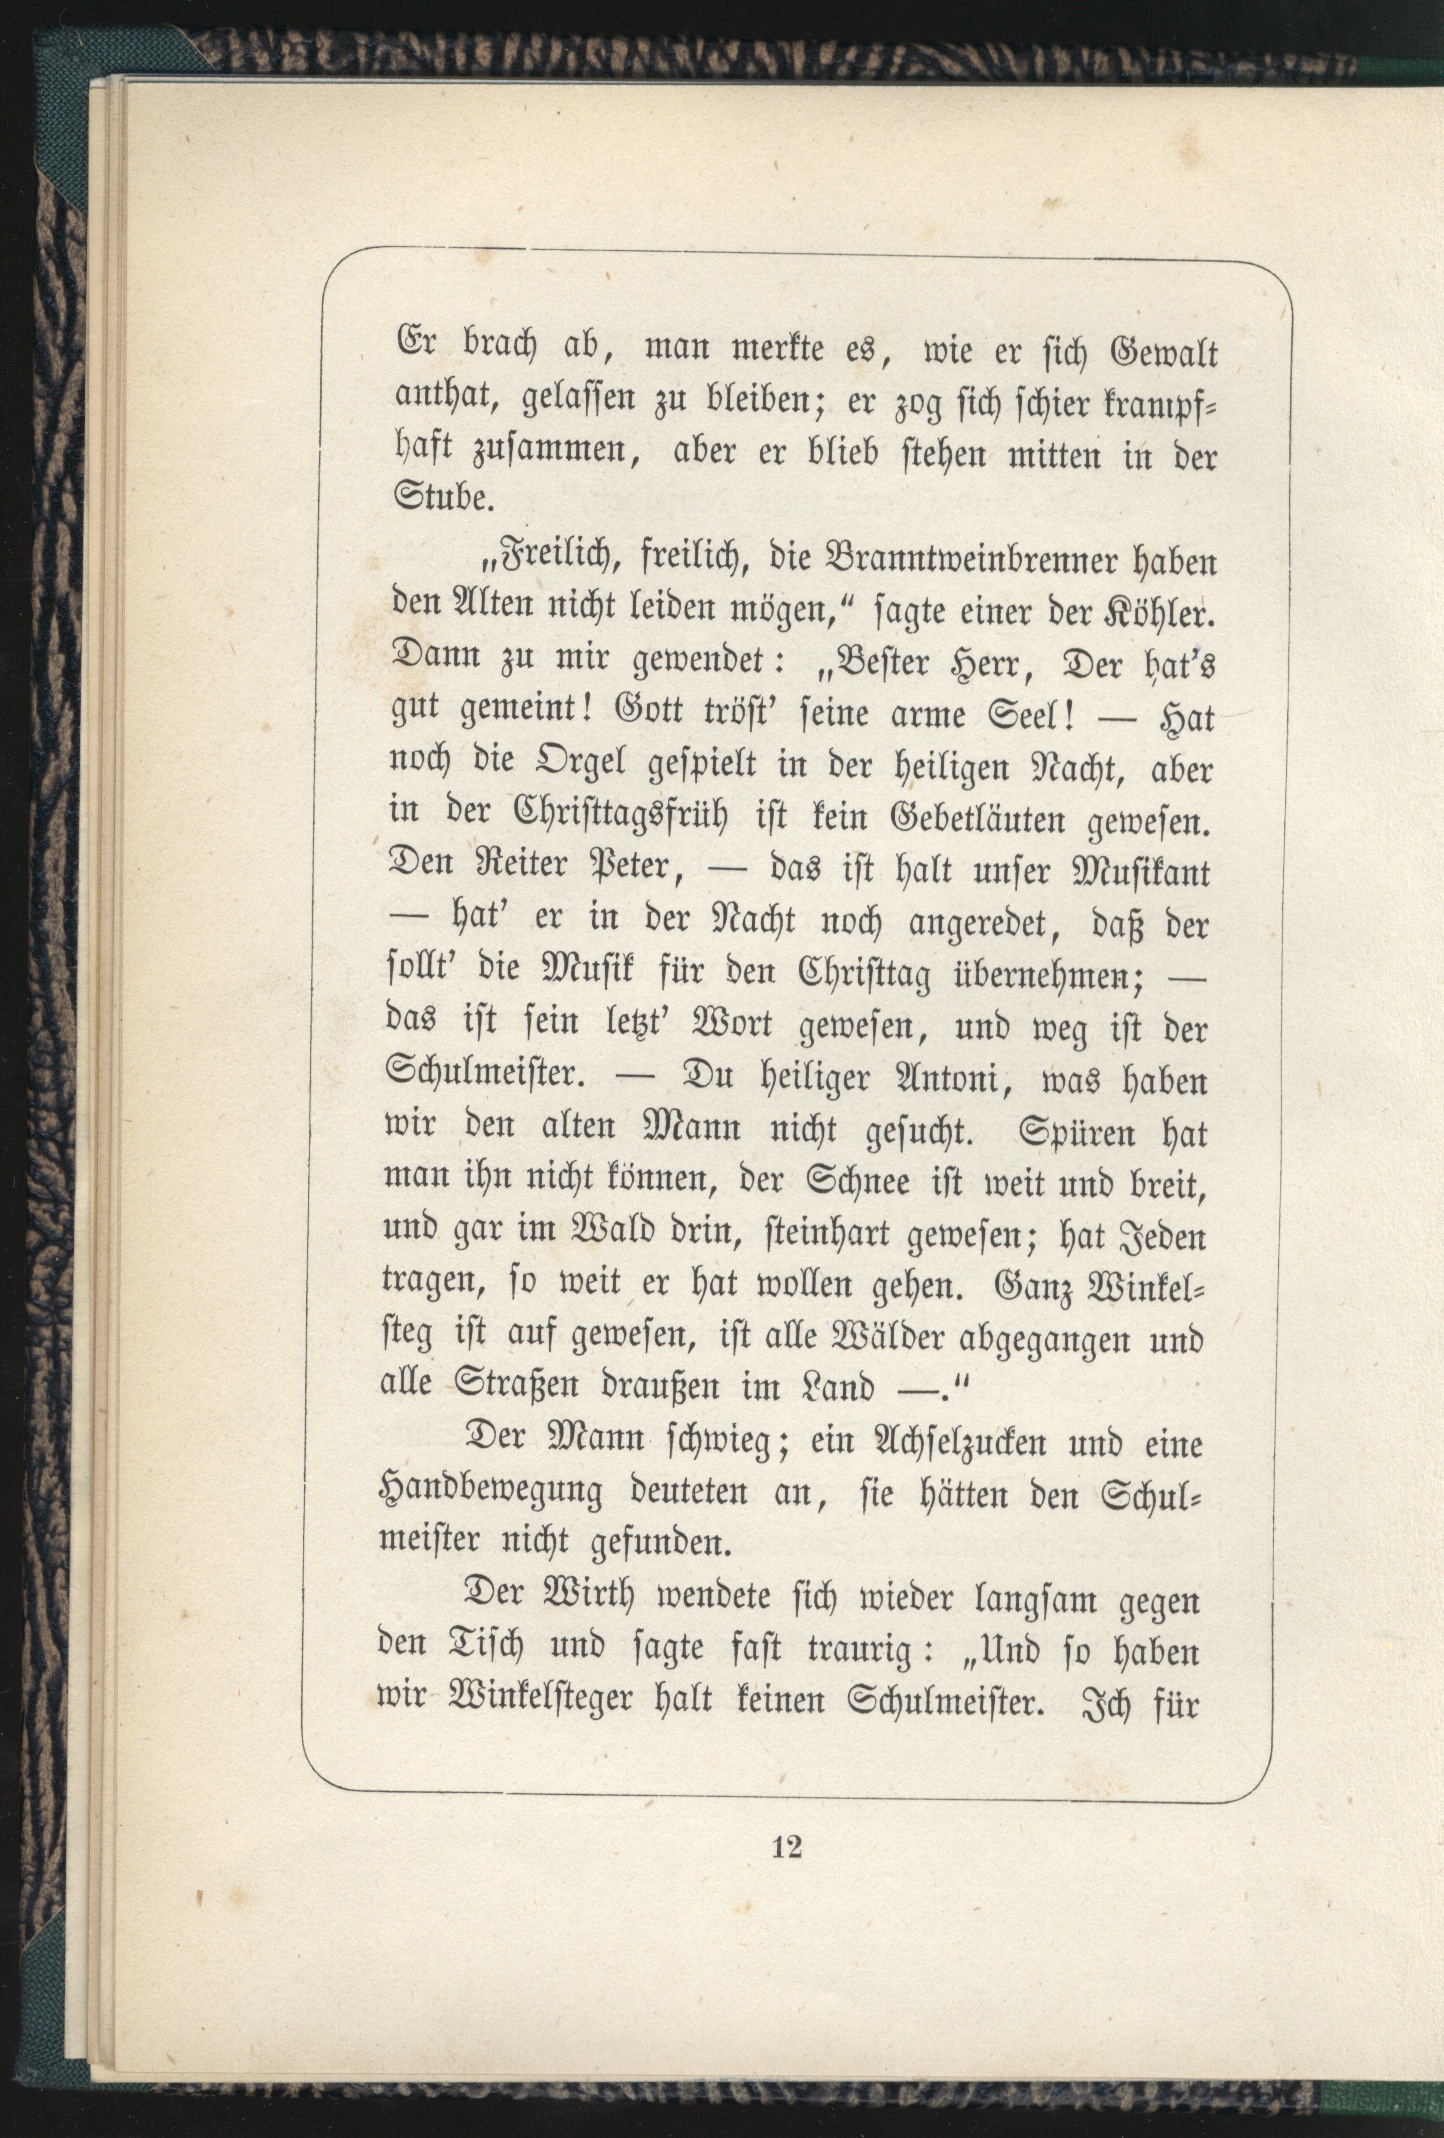 Er brach ab, man merkte es, wie er sich Gewalt
anthat, gelassen zu bleiben; er zog sich schier krampf-
haft zusammen, aber er blieb stehen mitten in der
Stube.
„Freilich, freilich, die Branntweinbrenner haben
den Alten nicht leiden mögen,“ sagte einer der Köhler.
Dann zu mir gewendet: „Bester Herr, Der hat's
gut gemeint! Gott tröst' seine arme Seel! — Hat
noch die Orgel gespielt in der heiligen Nacht, aber
in der Christtagsfrüh ist kein Gebetläuten gewesen.
Den Reiter Peter, — das ist halt unser Musikant
— hat' er in der Nacht noch angeredet, daß der
sollt' die Musik für den Christtag übernehmen; —
das ist sein letzt' Wort gewesen, und weg ist der
Schulmeister. — Du heiliger Antoni, was haben
wir den alten Mann nicht gesucht. Spüren hat
man ihn nicht können, der Schnee ist weit und breit,
und gar im Wald drin, steinhart gewesen; hat Jeden
tragen, so weit er hat wollen gehen. Ganz Winkel-
steg ist auf gewesen, ist alle Wälder abgegangen und
alle Straßen draußen im Land —.“
Der Mann schwieg; ein Achselzucken und eine
Handbewegung deuteten an, sie hätten den Schul-
meister nicht gefunden.
Der Wirth wendete sich wieder langsam gegen
den Tisch und sagte fast traurig: „Und so haben
wir Winkelsteger halt keinen Schulmeister. Ich für
12